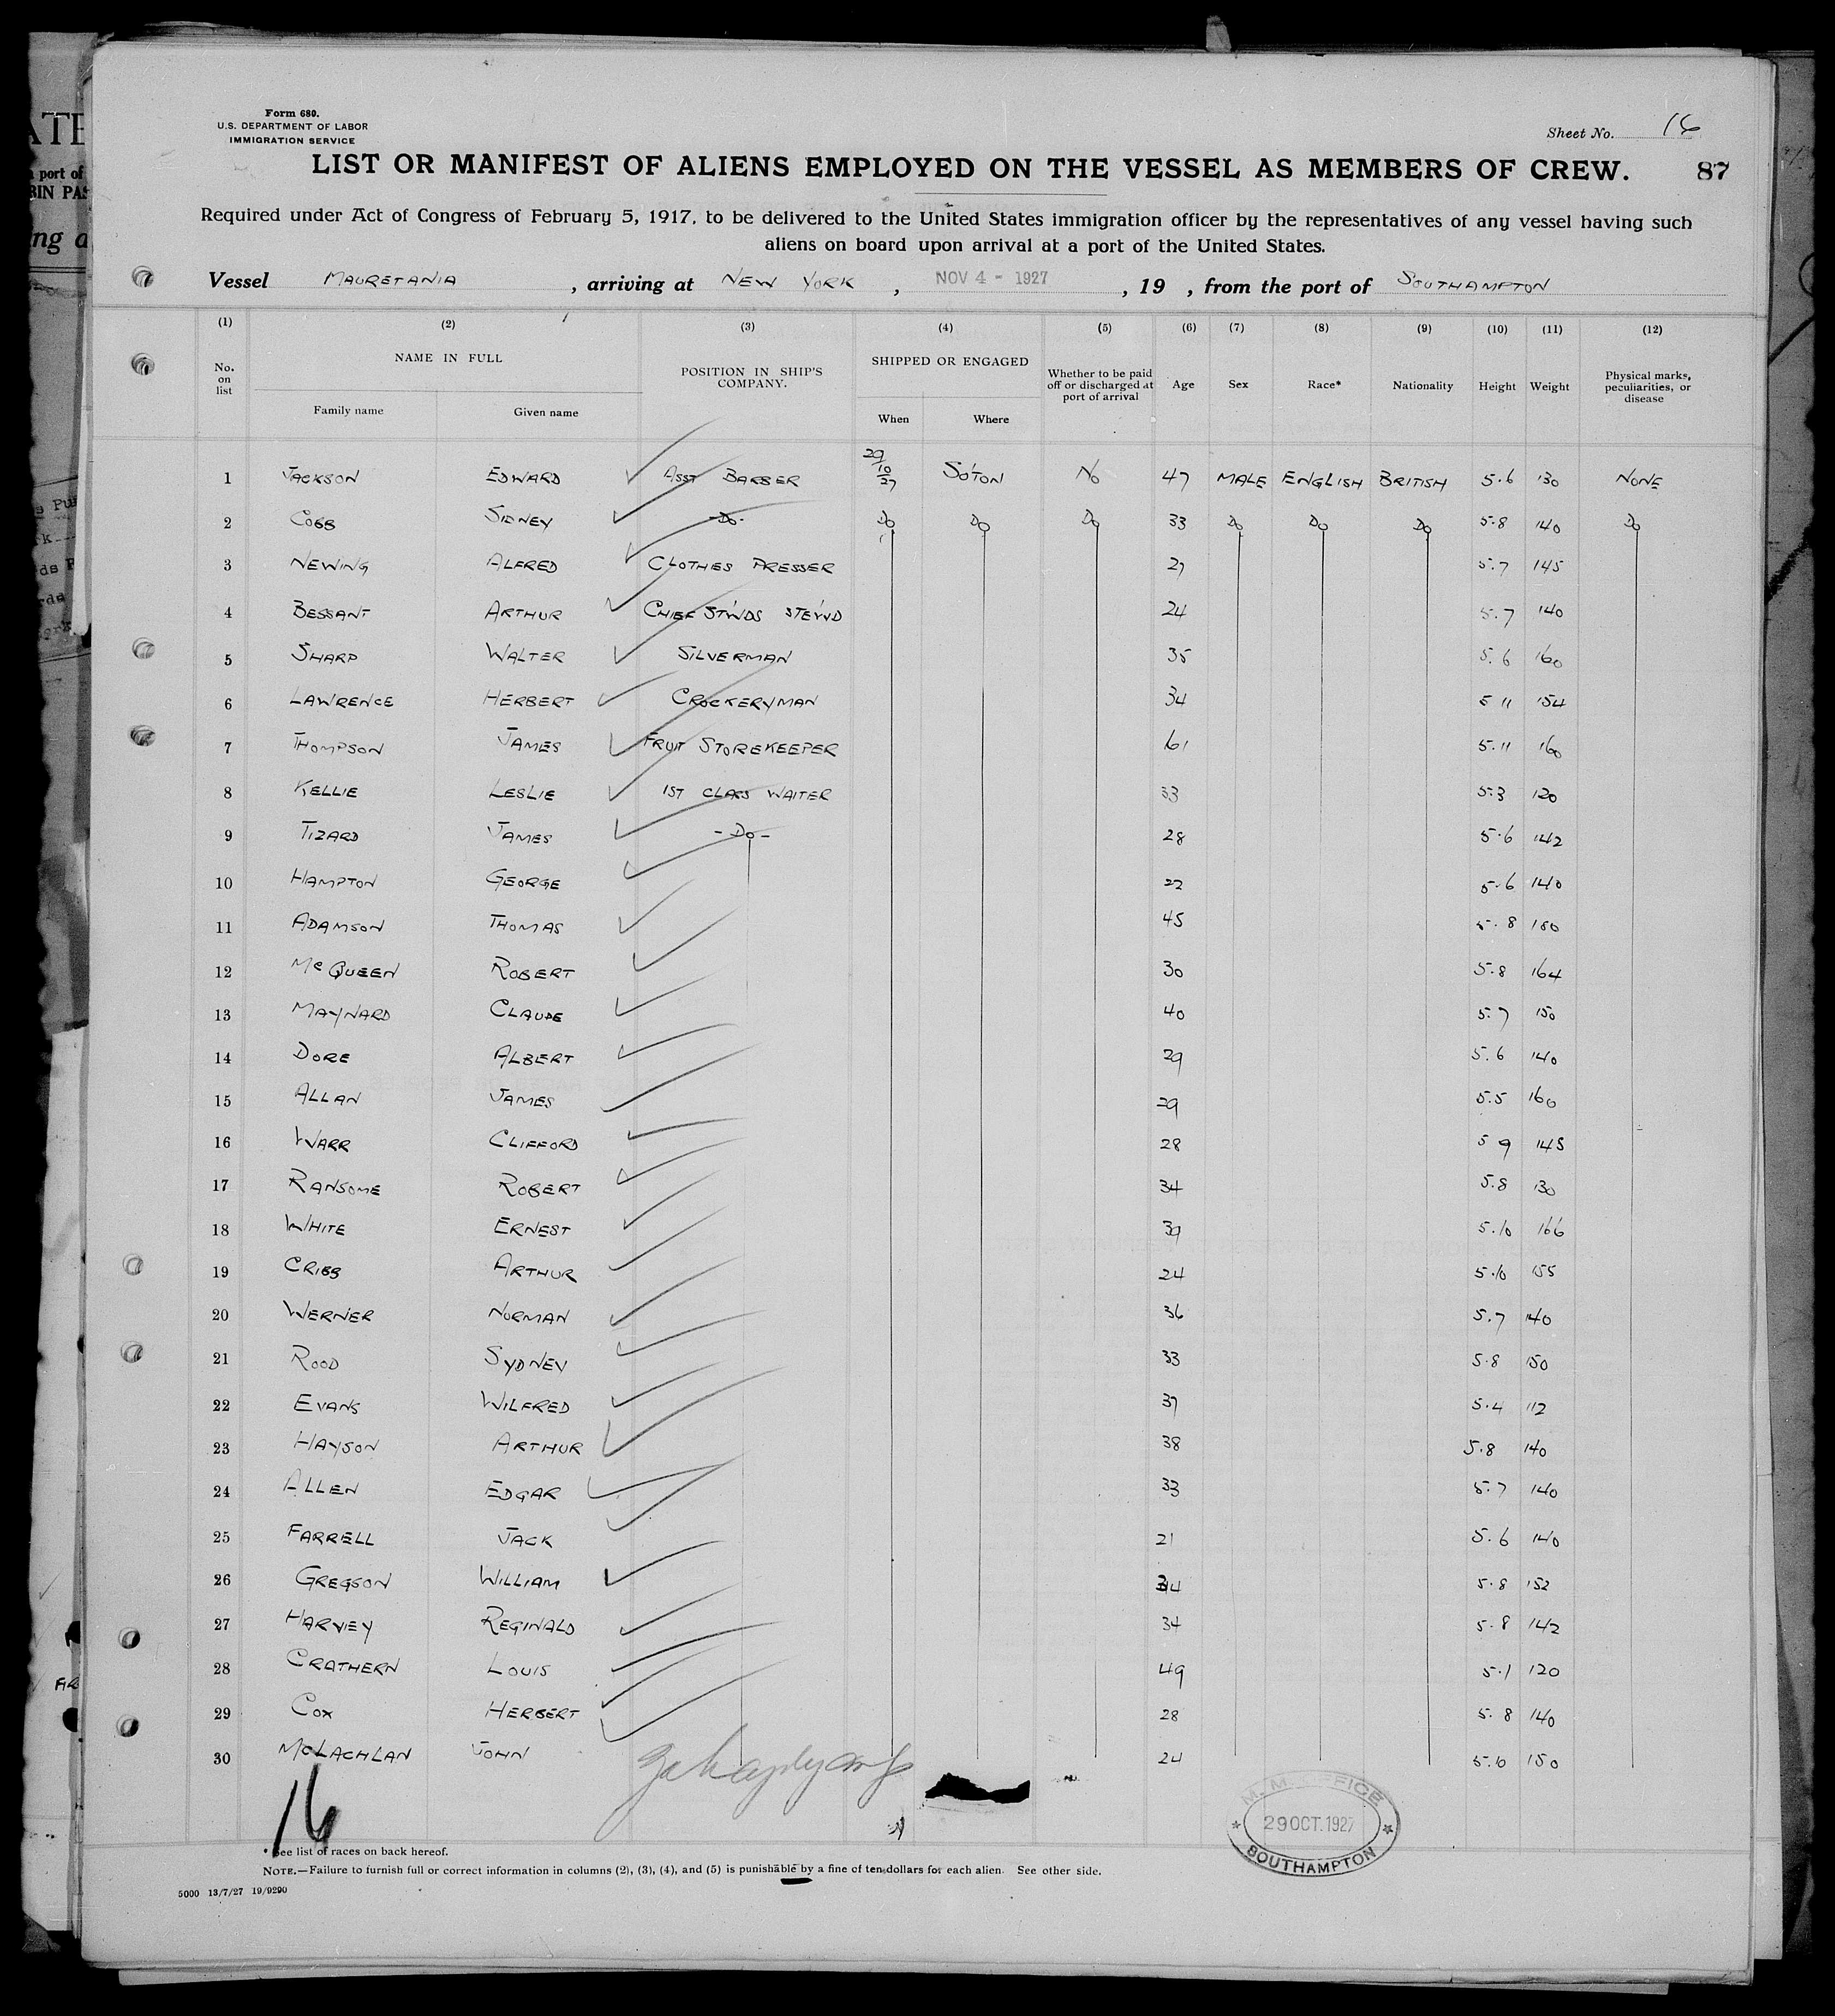 Form 680.
U.S. DEPARTMENT OF LABOR
IMMIGRATION SERVICE
Sheet No. 16
LIST OR MANIFEST OF ALIENS EMPLOYED ON THE VESSEL AS MEMBERS OF CREW. 87
Required under Act of Congress of February 5, 1917, to be delivered to the United States immigration officer by the representatives of any vessel having such
aliens on board upon arrival at a port of the United States.
Vessel MAURETANIA , arriving at NEW YORK , NOV 4 - 1927 , 19 , from the port of SOUTHAMPTON
(1) (2) (3) (4) (5) (6) (7) (8) (9) (10) (11) (12)
No. on list NAME IN FULL Family name Given name POSITION IN SHIP'S COMPANY. SHIPPED OR ENGAGED When Where Whether to be paid off or discharged at port of arrival Age Sex Race* Nationality Height Weight Physical marks, peculiarities, or disease
1 JACKSON EDWARD ASST BARBER 29/10/27 SO'TON No 47 MALE ENGLISH BRITISH 5.6 130 NONE
2 COBB SIDNEY -Do- Do Do Do 33 Do Do Do 5.8 140 Do
3 NEWING ALFRED CLOTHES PRESSER 27 5.7 145
4 BESSANT ARTHUR CHIEF ST'WDS STE'WD 24 5.7 140
5 SHARP WALTER SILVERMAN 35 5.6 160
6 LAWRENCE HERBERT CROCKERYMAN 34 5 11 154
7 THOMPSON JAMES FRUIT STOREKEEPER 61 5.11 160
8 KELLIE LESLIE 1ST CLASS WAITER 33 5.3 120
9 TIZARD JAMES -Do- 28 5.6 142
10 HAMPTON GEORGE 22 5.6 140
11 ADAMSON THOMAS 45 5.8 180
12 McQUEEN ROBERT 30 5.8 164
13 MAYNARD CLAUDE 40 5.7 150
14 DORE ALBERT 29 5.6 140
15 ALLAN JAMES 29 5.5 160
16 WARR CLIFFORD 28 5 9 145
17 RANSOME ROBERT 34 5.8 130
18 WHITE ERNEST 39 5.10 166
19 CRIBB ARTHUR 24 5.10 155
20 WERNER NORMAN 36 5.7 140
21 ROOD SYDNEY 33 5.8 150
22 EVANS WILFRED 37 5.4 112
23 HAYSON ARTHUR 38 5.8 140
24 ALLEN EDGAR 33 5.7 140
25 FARRELL JACK 21 5.6 140
26 GREGSON WILLIAM 34 5.8 152
27 HARVEY REGINALD 34 5.8 142
28 CRATHERN LOUIS 49 5.1 120
29 COX HERBERT 28 5.8 140
30 McLACHLAN JOHN 24 5.10 150
16
M.M. OFFICE
29 OCT. 1927
SOUTHAMPTON
* See list of races on back hereof.
NOTE.—Failure to furnish full or correct information in columns (2), (3), (4), and (5) is punishable by a fine of ten dollars for each alien. See other side.
5000 13/7/27 19/9290